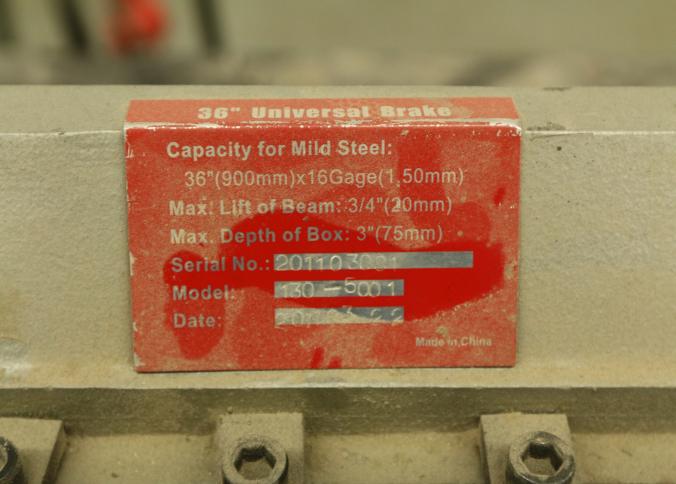 36" Universal Brake
Capacity for Mild Steel:
36"(900mm)x16Gage(1,50mm)
Max. Lift of Beam: 3/4"(20mm)
Max. Depth of Box: 3"(75mm)
Serial No.:
Model: 130-5001
Date:
Made in China